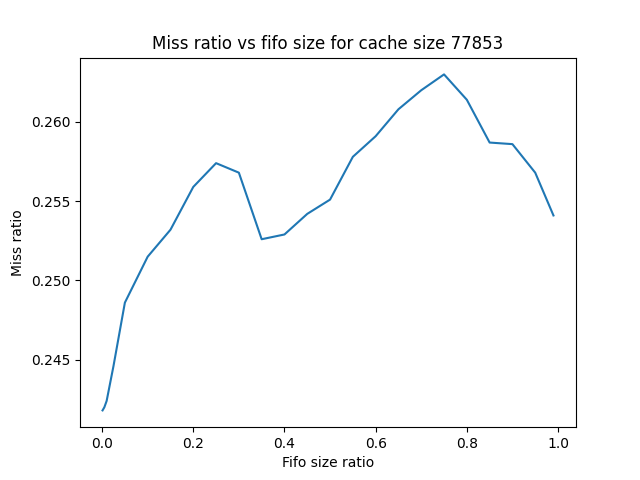 Miss ratio vs fifo size for cache size 77853
0.260
0.255
0.250
0.245
Miss ratio
0.0 0.2 0.4 0.6 0.8 1.0
Fifo size ratio